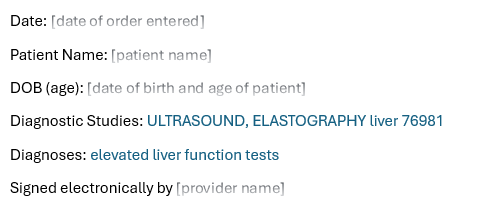 Date: [date of order entered]
Patient Name: [patient name]
DOB (age): [date of birth and age of patient]
Diagnostic Studies: ULTRASOUND, ELASTOGRAPHY liver 76981
Diagnoses: elevated liver function tests
Signed electronically by [provider name]